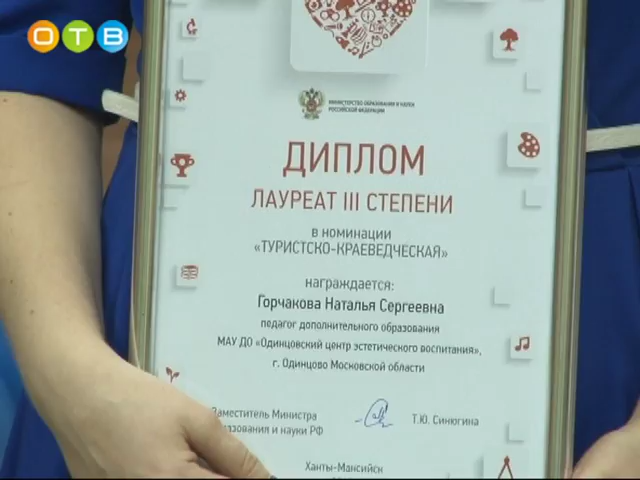 ОТВ
МИНИСТЕРСТВО ОБРАЗОВАНИЯ И НАУКИ
РОССИЙСКОЙ ФЕДЕРАЦИИ
ДИПЛОМ
ЛАУРЕАТ III СТЕПЕНИ
в номинации
«ТУРИСТСКО-КРАЕВЕДЧЕСКАЯ»
награждается:
Горчакова Наталья Сергеевна
педагог дополнительного образования
МАУ ДО «Одинцовский центр эстетического воспитания»,
г. Одинцово Московской области
Заместитель Министра
разования и науки РФ
Т.Ю. Синюгина
Ханты-Мансийск